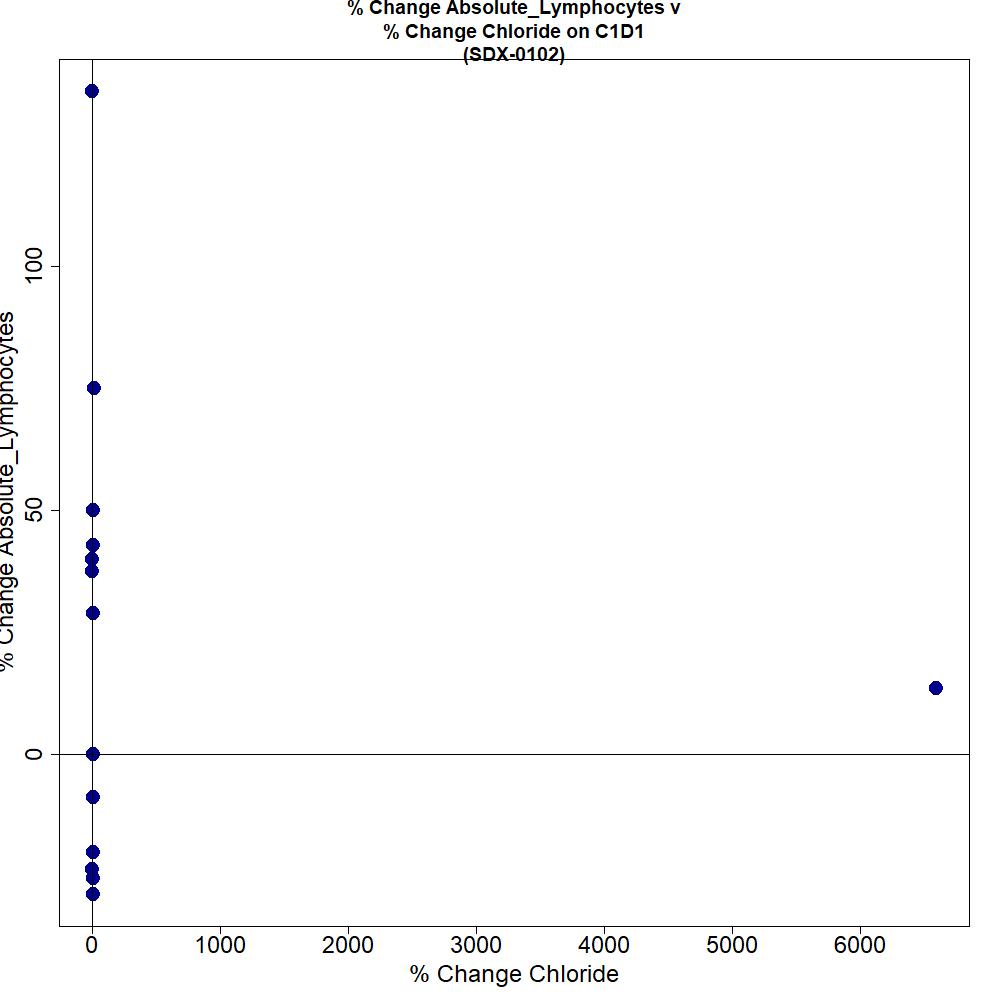 % Change Absolute_Lymphocytes v
% Change Chloride on C1D1
(SDX-0102)
% Change Absolute_Lymphocytes
100
50
0
0 1000 2000 3000 4000 5000 6000
% Change Chloride